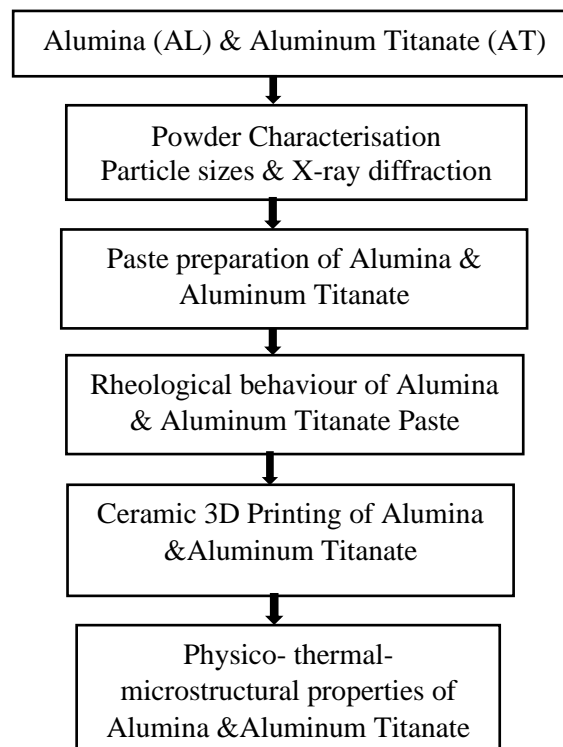 Alumina (AL) & Aluminum Titanate (AT)
Powder Characterisation
Particle sizes & X-ray diffraction
Paste preparation of Alumina &
Aluminum Titanate
Rheological behaviour of Alumina
& Aluminum Titanate Paste
Ceramic 3D Printing of Alumina
&Aluminum Titanate
Physico- thermal-
microstructural properties of
Alumina &Aluminum Titanate